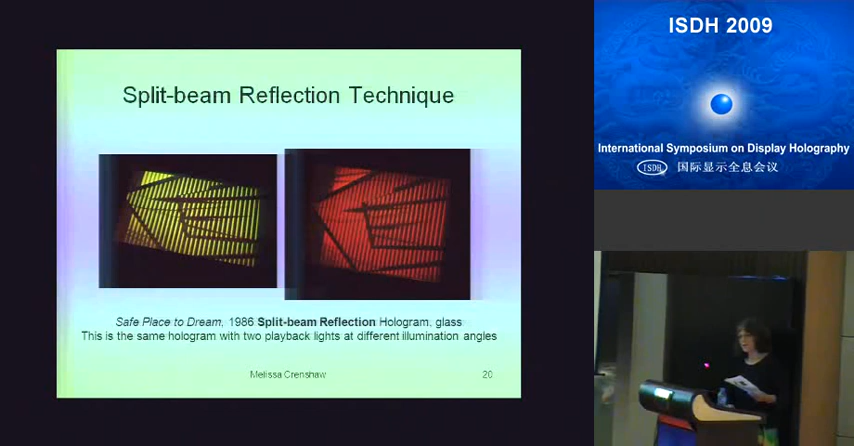 Split-beam Reflection Technique
Safe Place to Dream, 1986 Split-beam Reflection Hologram, glass
This is the same hologram with two playback lights at different illumination angles
Melissa Crenshaw
20
ISDH 2009
International Symposium on Display Holography
ISDH 国际显示全息会议